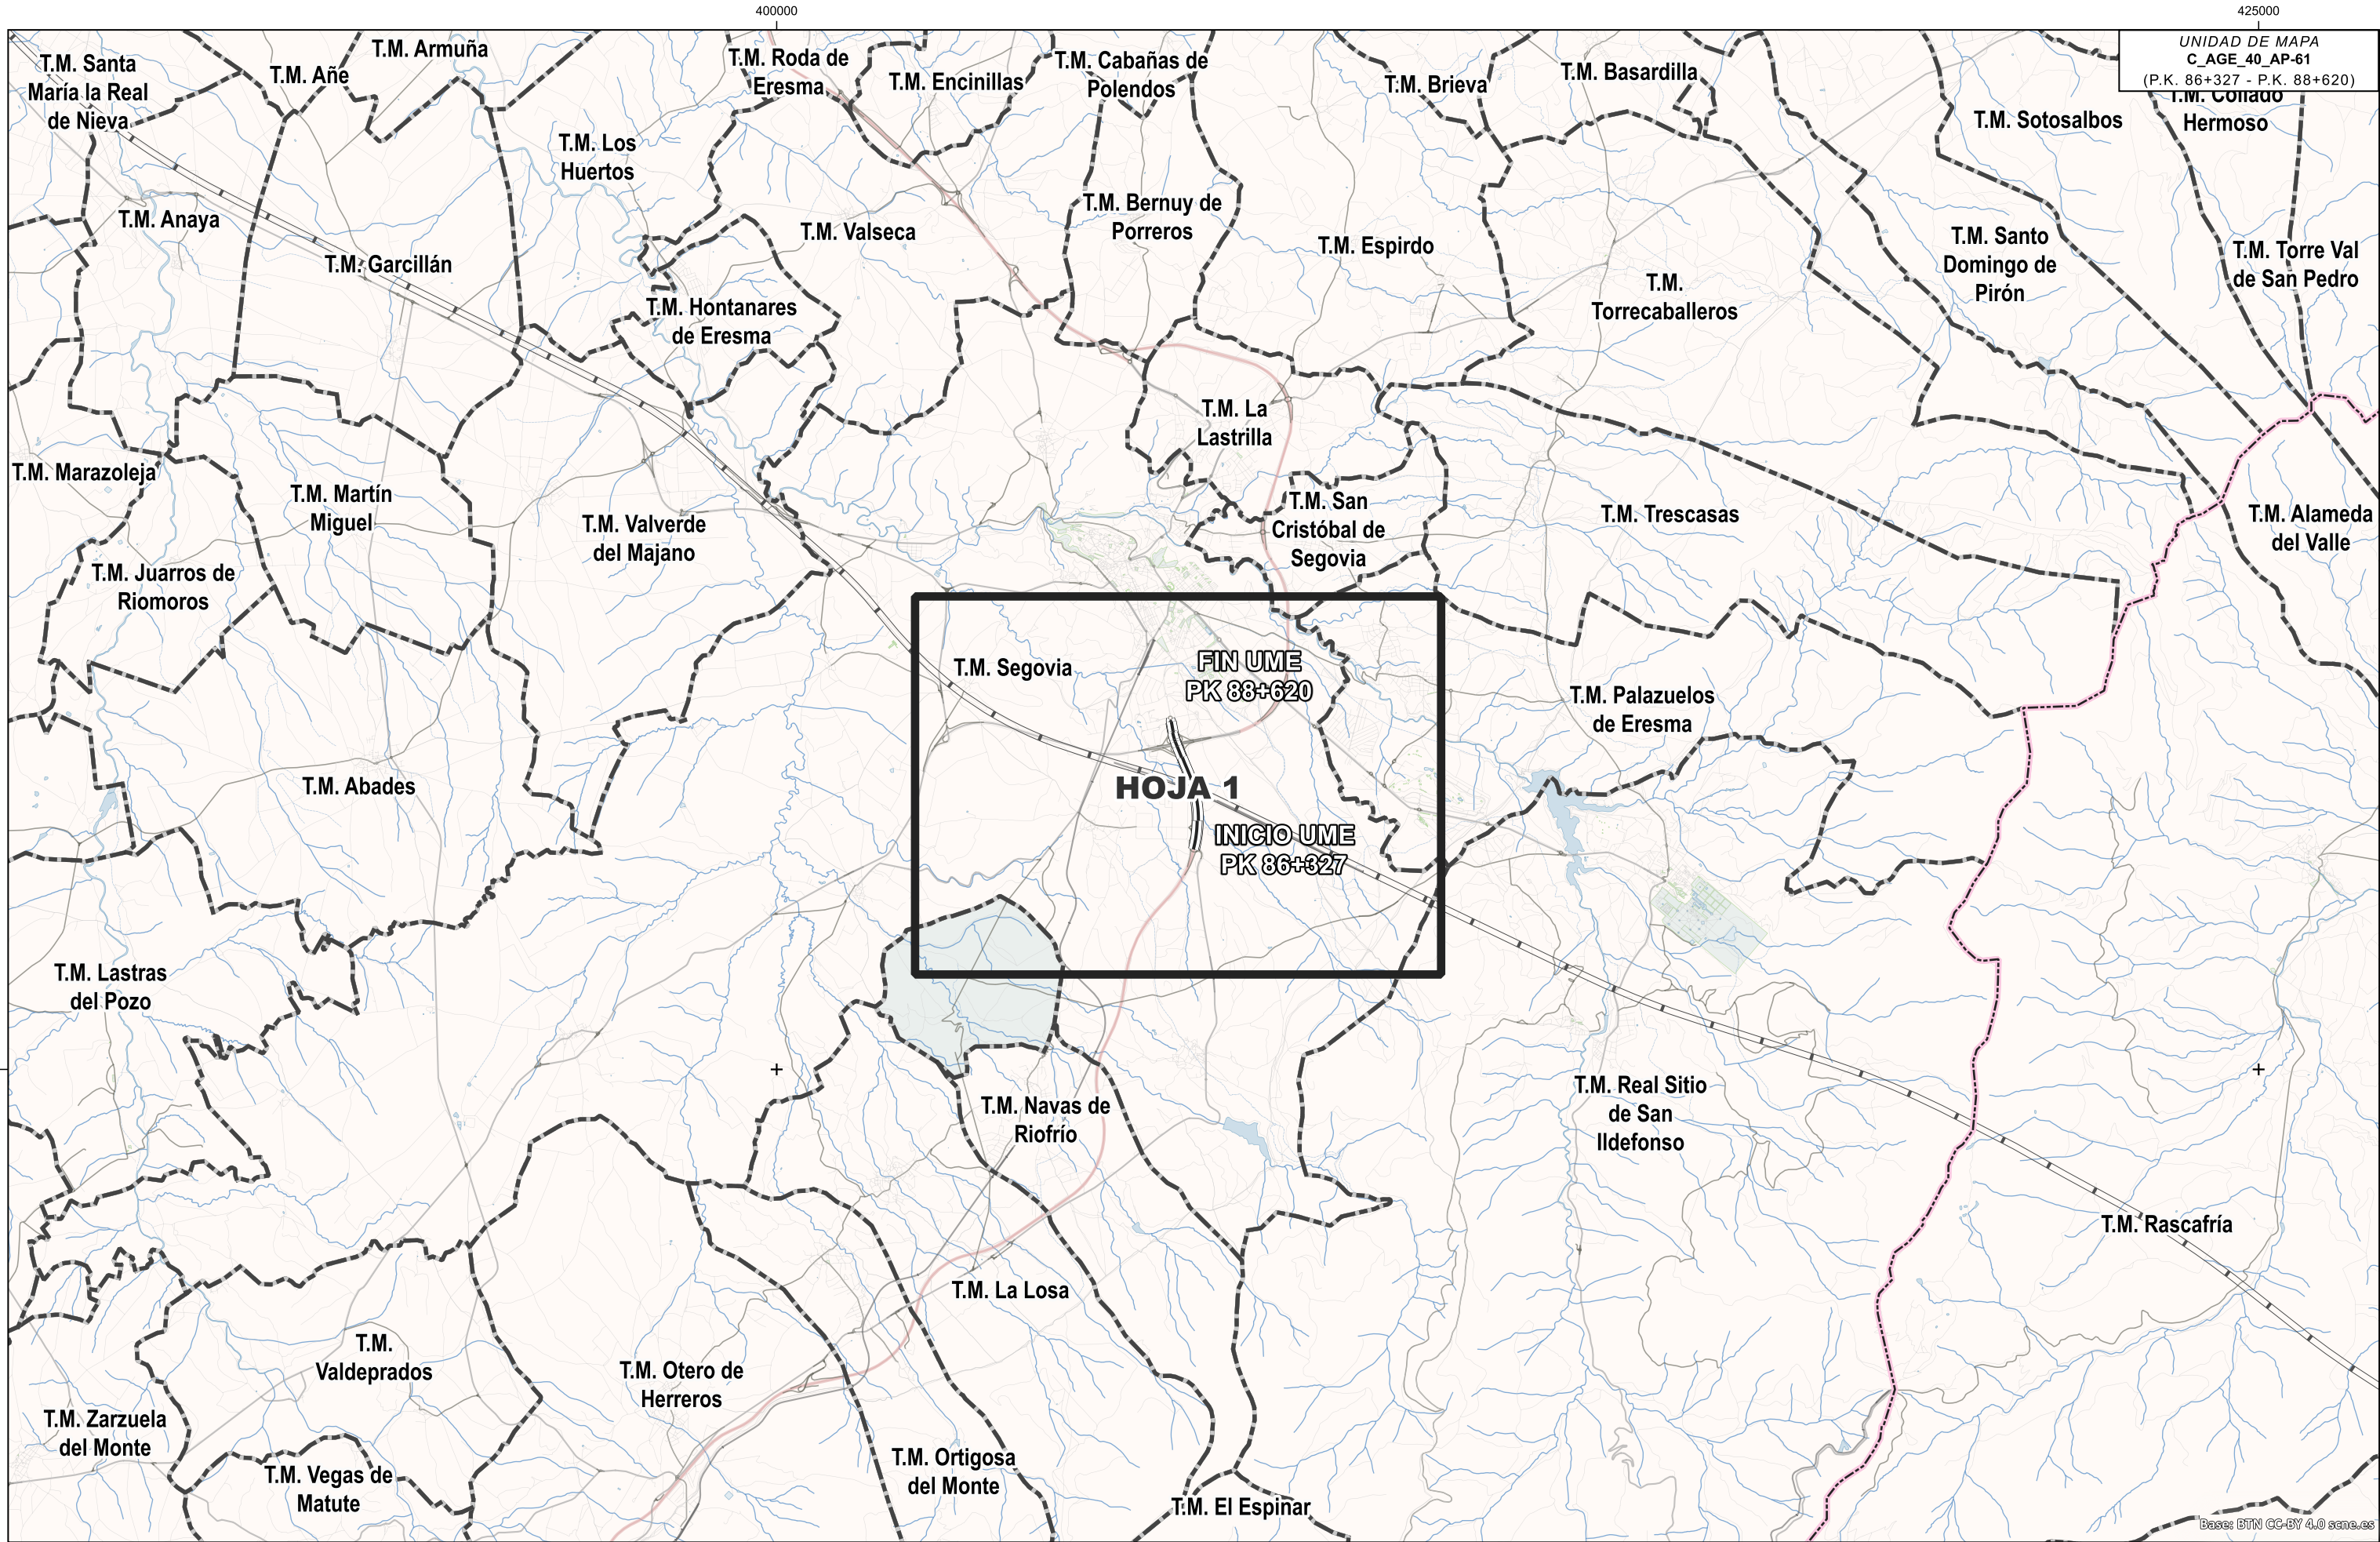 400000
425000
UNIDAD DE MAPA
C_AGE_40_AP-61
(P.K. 86+327 - P.K. 88+620)
T.M. Santa
María la Real
de Nieva
T.M. Añe
T.M. Armuña
T.M. Roda de
Eresma
T.M. Encinillas
T.M. Cabañas de
Polendos
T.M. Brieva
T.M. Basardilla
T.M. Sotosalbos
T.M. Collado
Hermoso
T.M. Los
Huertos
T.M. Anaya
T.M. Garcillán
T.M. Valseca
T.M. Bernuy de
Porreros
T.M. Espirdo
T.M. Santo
Domingo de
Pirón
T.M. Torre Val
de San Pedro
T.M. Hontanares
de Eresma
T.M.
Torrecaballeros
T.M. La
Lastrilla
T.M. Marazoleja
T.M. Martín
Miguel
T.M. Valverde
del Majano
T.M. San
Cristóbal de
Segovia
T.M. Trescasas
T.M. Alameda
del Valle
T.M. Juarros de
Riomoros
T.M. Segovia
FIN UME
PK 88+620
T.M. Palazuelos
de Eresma
T.M. Abades
HOJA 1
INICIO UME
PK 86+327
T.M. Lastras
del Pozo
T.M. Navas de
Riofrío
T.M. Real Sitio
de San
Ildefonso
T.M. Rascafría
T.M. La Losa
T.M.
Valdeprados
T.M. Otero de
Herreros
T.M. Zarzuela
del Monte
T.M. Vegas de
Matute
T.M. Ortigosa
del Monte
T.M. El Espinar
Base: BTN CC-BY 4.0 scne.es